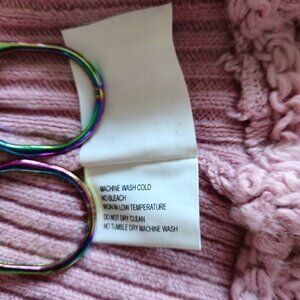 MACHINE WASH COLD
NO BLEACH
IRON IN LOW TEMPERATURE
DO NOT DRY CLEAN
NO TUMBLE DRY MACHINE WASH